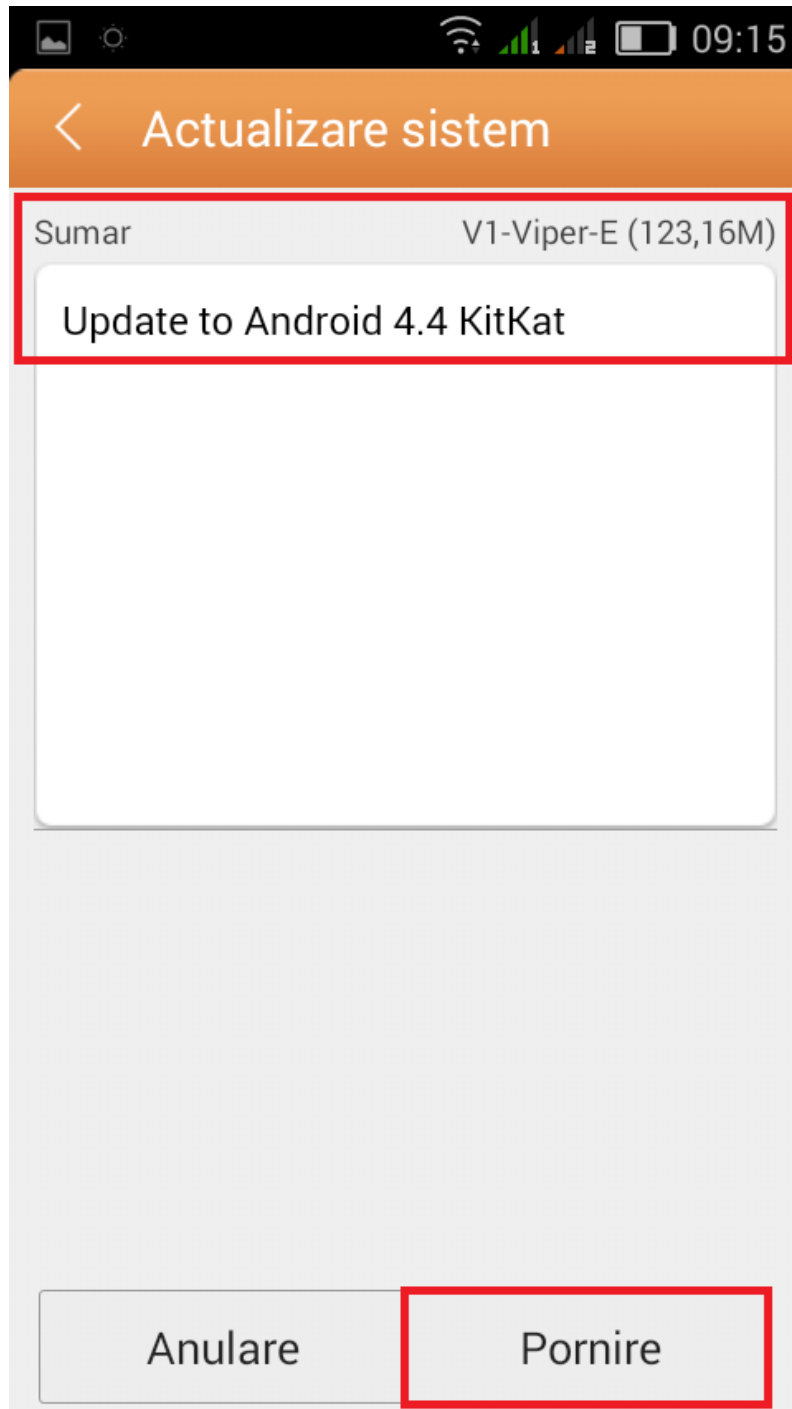 09:15
Actualizare sistem
Sumar V1-Viper-E (123,16M)
Update to Android 4.4 KitKat
Anulare Pornire